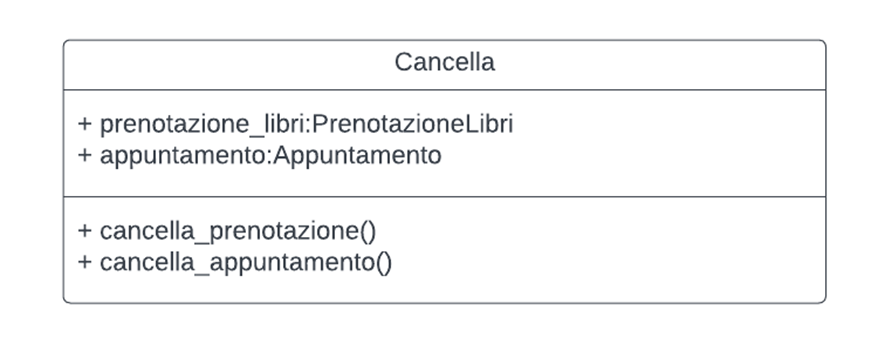 Cancella
+ prenotazione_libri:PrenotazioneLibri
+ appuntamento:Appuntamento
+ cancella_prenotazione()
+ cancella_appuntamento()